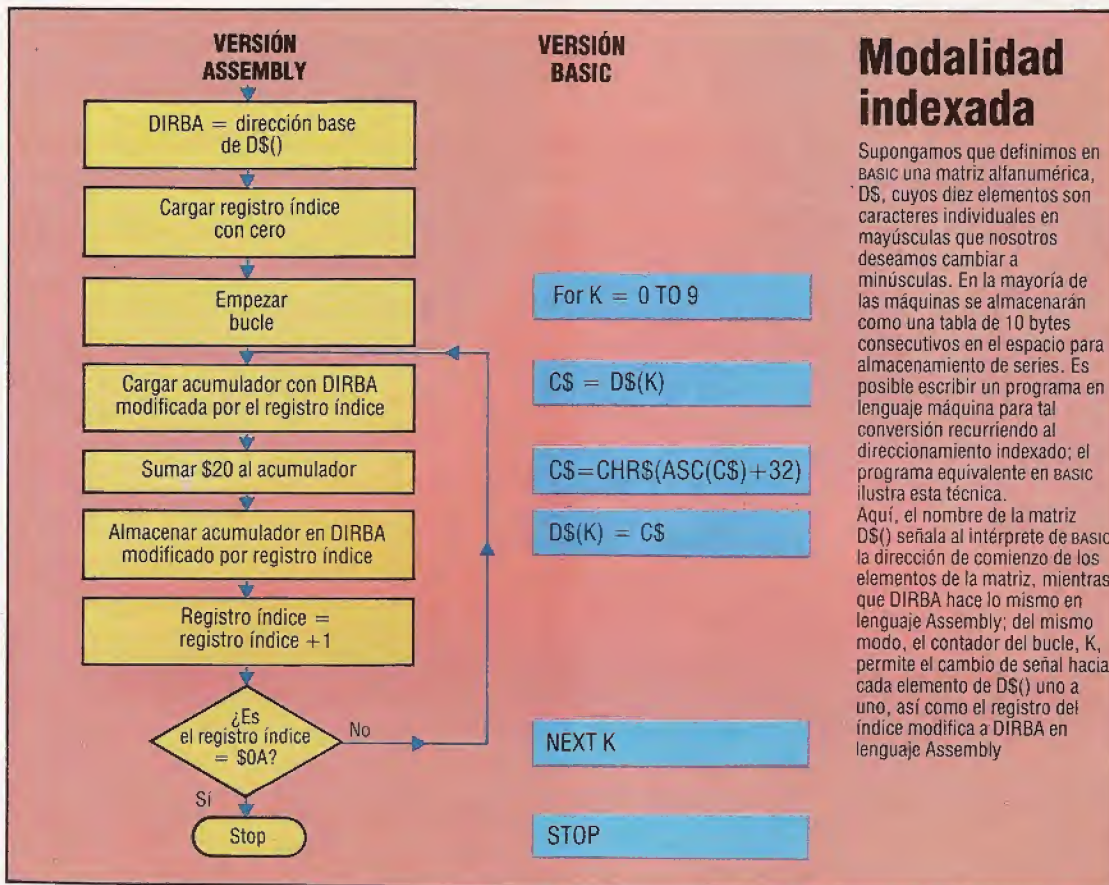 VERSIÓN
ASSEMBLY
DIRBA = dirección base
de D$()
Cargar registro índice
con cero
Empezar
bucle
Cargar acumulador con DIRBA
modificada por el registro índice
Sumar $20 al acumulador
Almacenar acumulador en DIRBA
modificado por registro índice
Registro índice =
registro índice +1
¿Es
el registro índice
= $0A?
No
Sí
Stop
VERSIÓN
BASIC
For K = 0 TO 9
C$ = D$(K)
C$=CHR$(ASC(C$)+32)
D$(K) = C$
NEXT K
STOP
Modalidad
indexada
Supongamos que definimos en
BASIC una matriz alfanumérica,
D$, cuyos diez elementos son
caracteres individuales en
mayúsculas que nosotros
deseamos cambiar a
minúsculas. En la mayoría de
las máquinas se almacenarán
como una tabla de 10 bytes
consecutivos en el espacio para
almacenamiento de series. Es
posible escribir un programa en
lenguaje máquina para tal
conversión recurriendo al
direccionamiento indexado; el
programa equivalente en BASIC
ilustra esta técnica.
Aquí, el nombre de la matriz
D$() señala al intérprete de BASIC
la dirección de comienzo de los
elementos de la matriz, mientras
que DIRBA hace lo mismo en
lenguaje Assembly; del mismo
modo, el contador del bucle, K,
permite el cambio de señal hacia
cada elemento de D$() uno a
uno, así como el registro del
índice modifica a DIRBA en
lenguaje Assembly